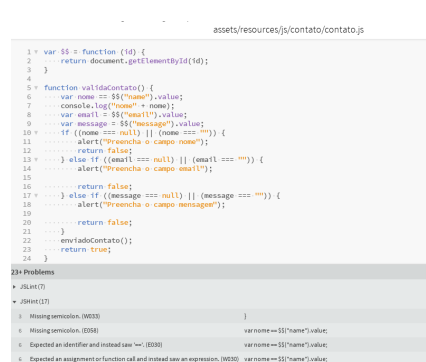 assets/resources/js/contato/contato.js
1 var $$ = function (id) {
2 return document.getElementById(id);
3 }
4
5 function validaContato() {
6 var nome == $$("name").value;
7 console.log("nome" + nome);
8 var email = $$("email").value;
9 var message = $$("message").value;
10 if ((nome === null) || (nome === "")) {
11 alert("Preencha o campo nome");
12 return false;
13 } else if ((email === null) || (email === "")) {
14 alert("Preencha o campo email");
15
16 return false;
17 } else if ((message === null) || (message === "")) {
18 alert("Preencha o campo mensagem");
19
20 return false;
21 }
22 enviadoContato();
23 return true;
24 }
23+ Problems
JSLint (7)
JSHint (17)
3 Missing semicolon. (W033) }
6 Missing semicolon. (E058) var nome == $$("name").value;
6 Expected an identifier and instead saw '=='. (E030) var nome == $$("name").value;
6 Expected an assignment or function call and instead saw an expression. (W030) var nome == $$("name").value;